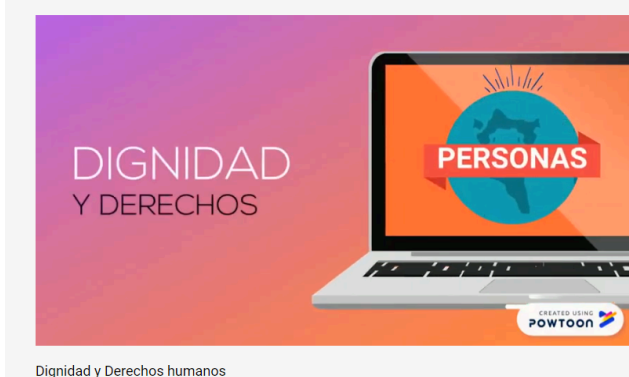 DIGNIDAD
Y DERECHOS
PERSONAS
CREATED USING
POWTOON
Dignidad y Derechos humanos